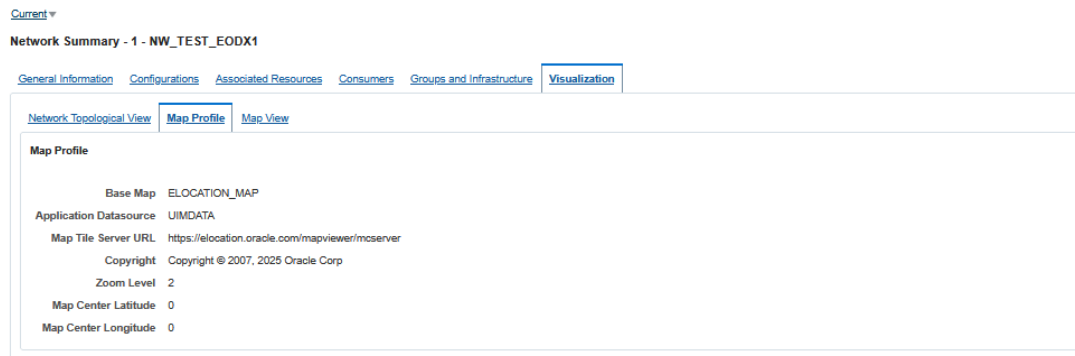 Current
Network Summary - 1 - NW_TEST_EODX1
General Information Configurations Associated Resources Consumers Groups and Infrastructure Visualization
Network Topological View Map Profile Map View
Map Profile
Base Map ELOCATION_MAP
Application Datasource UIMDATA
Map Tile Server URL https://elocation.oracle.com/mapviewer/mcserver
Copyright Copyright © 2007, 2025 Oracle Corp
Zoom Level 2
Map Center Latitude 0
Map Center Longitude 0